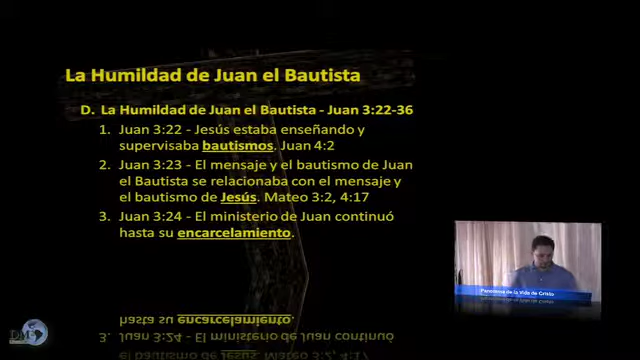 La Humildad de Juan el Bautista
D. La Humildad de Juan el Bautista - Juan 3:22-36
1. Juan 3:22 - Jesús estaba enseñando y
supervisaba bautismos. Juan 4:2
2. Juan 3:23 - El mensaje y el bautismo de Juan
el Bautista se relacionaba con el mensaje y
el bautismo de Jesús. Mateo 3:2, 4:17
3. Juan 3:24 - El ministerio de Juan continuó
hasta su encarcelamiento.
Panorama de la Vida de Cristo
DM